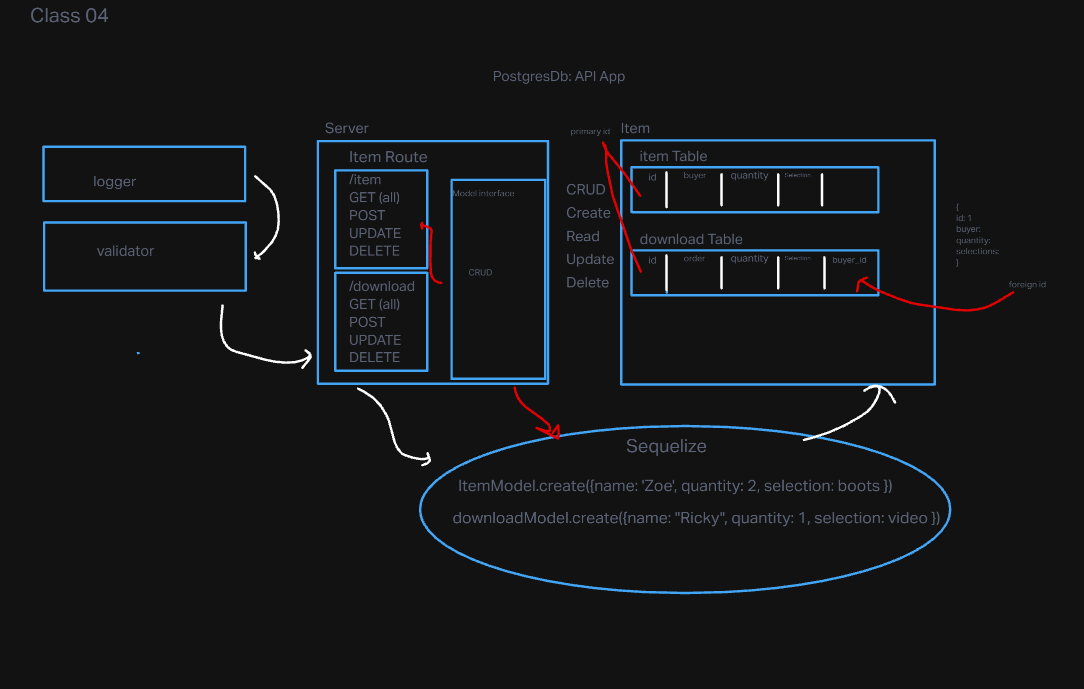 Class 04
PostgresDb: API App
logger
validator
Server
Item Route
/item
GET (all)
POST
UPDATE
DELETE
/download
GET (all)
POST
UPDATE
DELETE
Model interface
CRUD
CRUD
Create
Read
Update
Delete
primary id
Item
item Table
id buyer quantity Selection
download Table
id order quantity Selection buyer_id
{
id: 1
buyer:
quantity:
selections:
}
foreign id
Sequelize
ItemModel.create({name: 'Zoe', quantity: 2, selection: boots })
downloadModel.create({name: "Ricky", quantity: 1, selection: video })